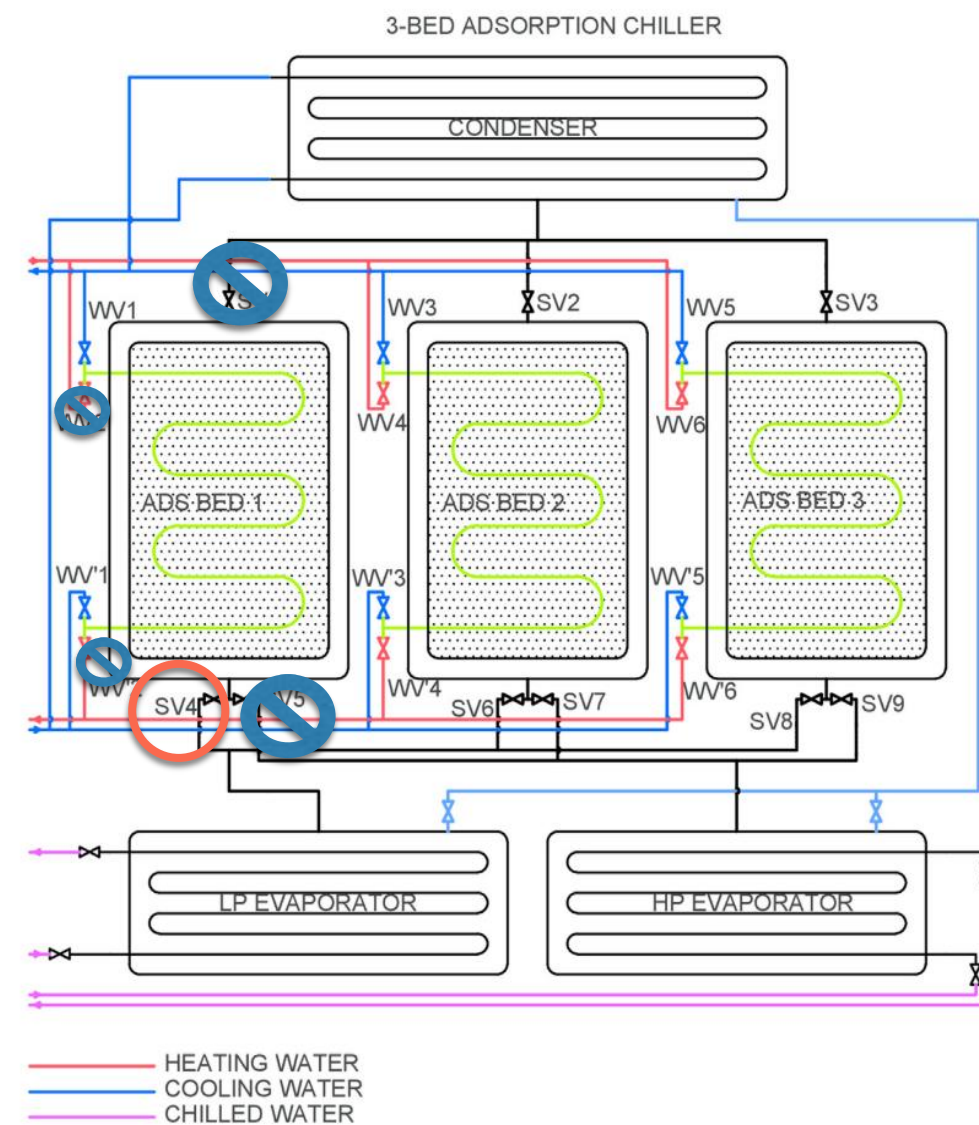 3-BED ADSORPTION CHILLER
CONDENSER
WV1
WV3
SV2
WV5
SV3
WV4
WV6
ADS BED 1
ADS BED 2
ADS BED 3
WV'1
WV'3
WV'5
WV'4
WV'6
SV4
SV6
SV7
SV8
SV9
LP EVAPORATOR
HP EVAPORATOR
HEATING WATER
COOLING WATER
CHILLED WATER